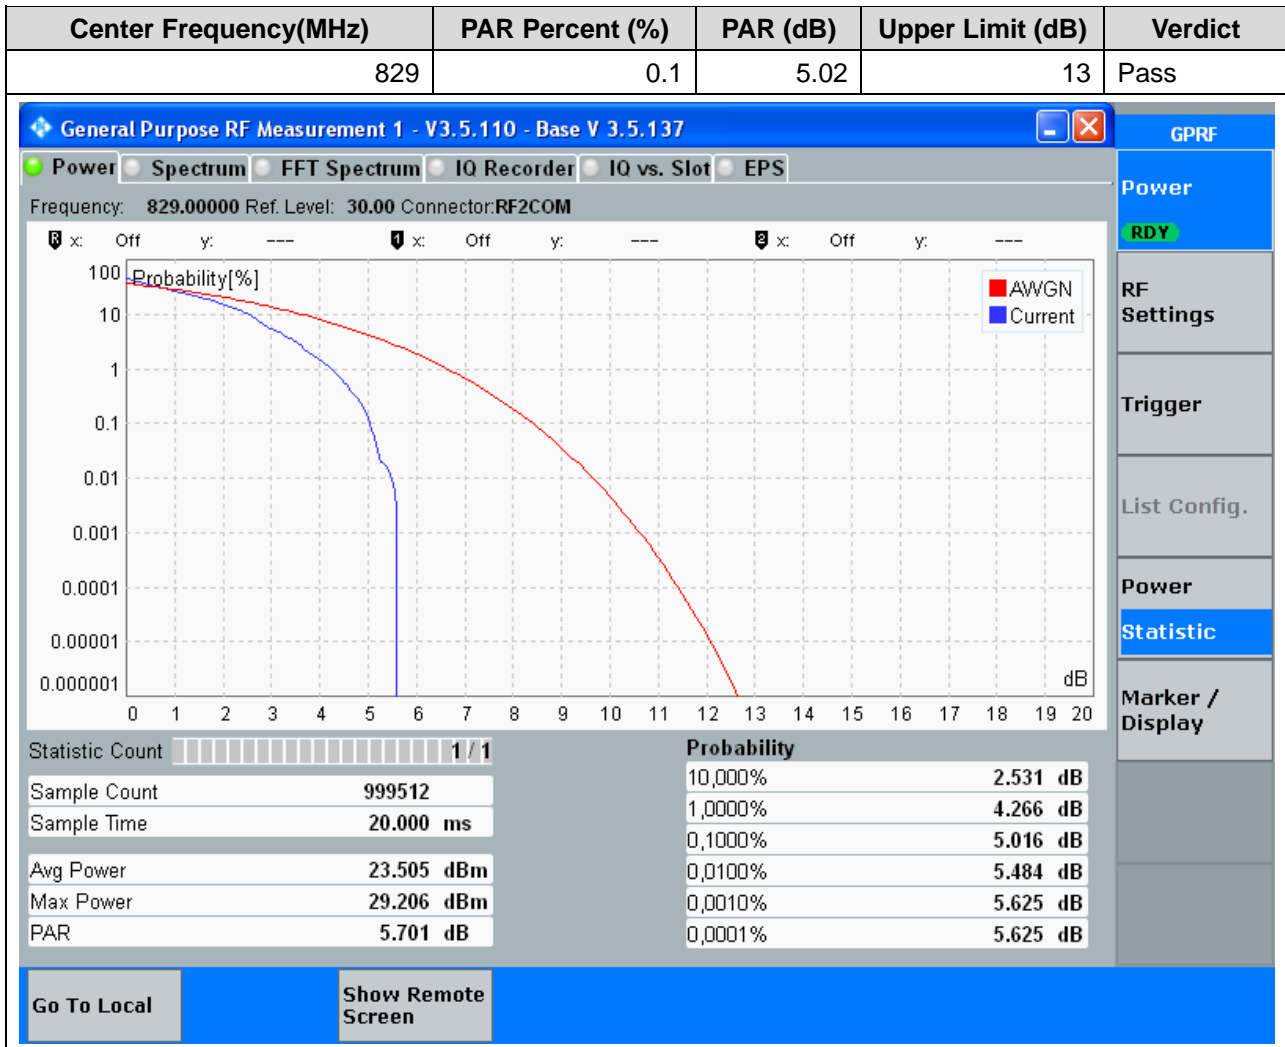 Center Frequency(MHz) PAR Percent (%) PAR (dB) Upper Limit (dB) Verdict
829 0.1 5.02 13 Pass
General Purpose RF Measurement 1 - V3.5.110 - Base V 3.5.137
GPRF
Power Spectrum FFT Spectrum IQ Recorder IQ vs. Slot EPS
Power
RDY
Frequency: 829.00000 Ref. Level: 30.00 Connector:RF2COM
R x: Off y: --- 1 x: Off y: --- 2 x: Off y: ---
Probability[%]
AWGN
Current
100
10
1
0.1
0.01
0.001
0.0001
0.00001
0.000001
dB
0 1 2 3 4 5 6 7 8 9 10 11 12 13 14 15 16 17 18 19 20
RF
Settings
Trigger
List Config.
Power
Statistic
Marker /
Display
Statistic Count 1 / 1
Sample Count 999512
Sample Time 20.000 ms
Avg Power 23.505 dBm
Max Power 29.206 dBm
PAR 5.701 dB
Probability
10,000% 2.531 dB
1,0000% 4.266 dB
0,1000% 5.016 dB
0,0100% 5.484 dB
0,0010% 5.625 dB
0,0001% 5.625 dB
Go To Local
Show Remote
Screen